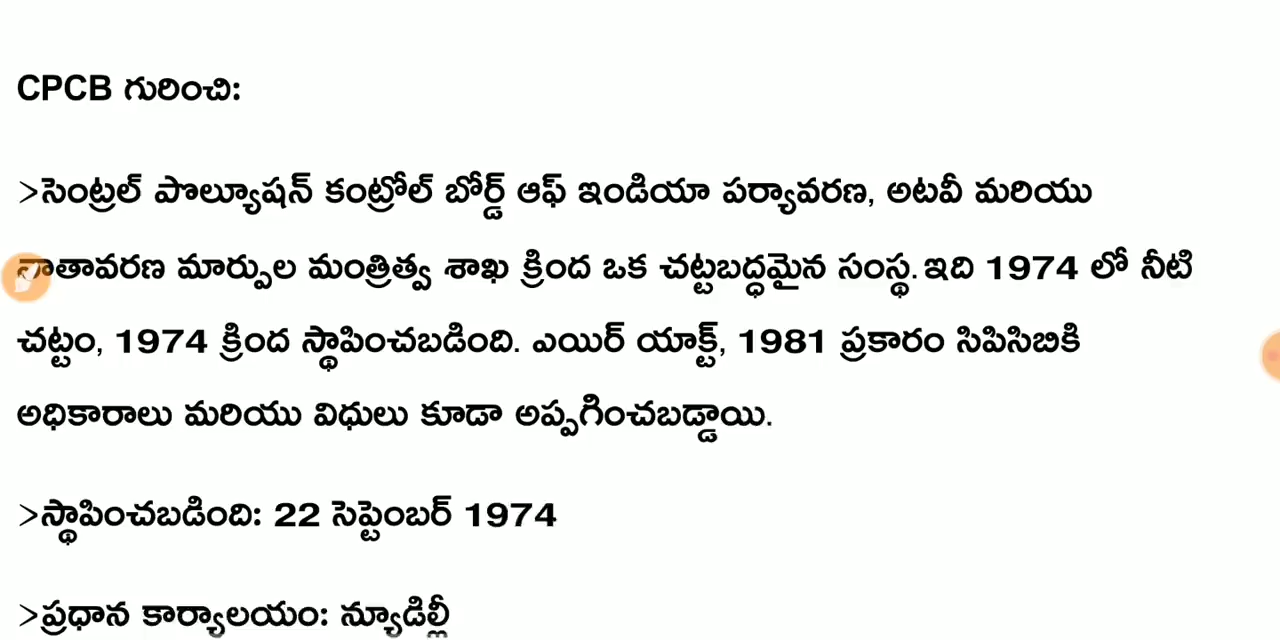 CPCB గురించి:
>సెంట్రల్ పొల్యూషన్ కంట్రోల్ బోర్డ్ ఆఫ్ ఇండియా పర్యావరణ, అటవీ మరియు
వాతావరణ మార్పుల మంత్రిత్వ శాఖ క్రింద ఒక చట్టబద్ధమైన సంస్థ. ఇది 1974 లో నీటి
చట్టం, 1974 క్రింద స్థాపించబడింది. ఎయిర్ యాక్ట్, 1981 ప్రకారం సిపిసిబికి
అధికారాలు మరియు విధులు కూడా అప్పగించబడ్డాయి.
>స్థాపించబడింది: 22 సెప్టెంబర్ 1974
>ప్రధాన కార్యాలయం: న్యూడిల్లీ